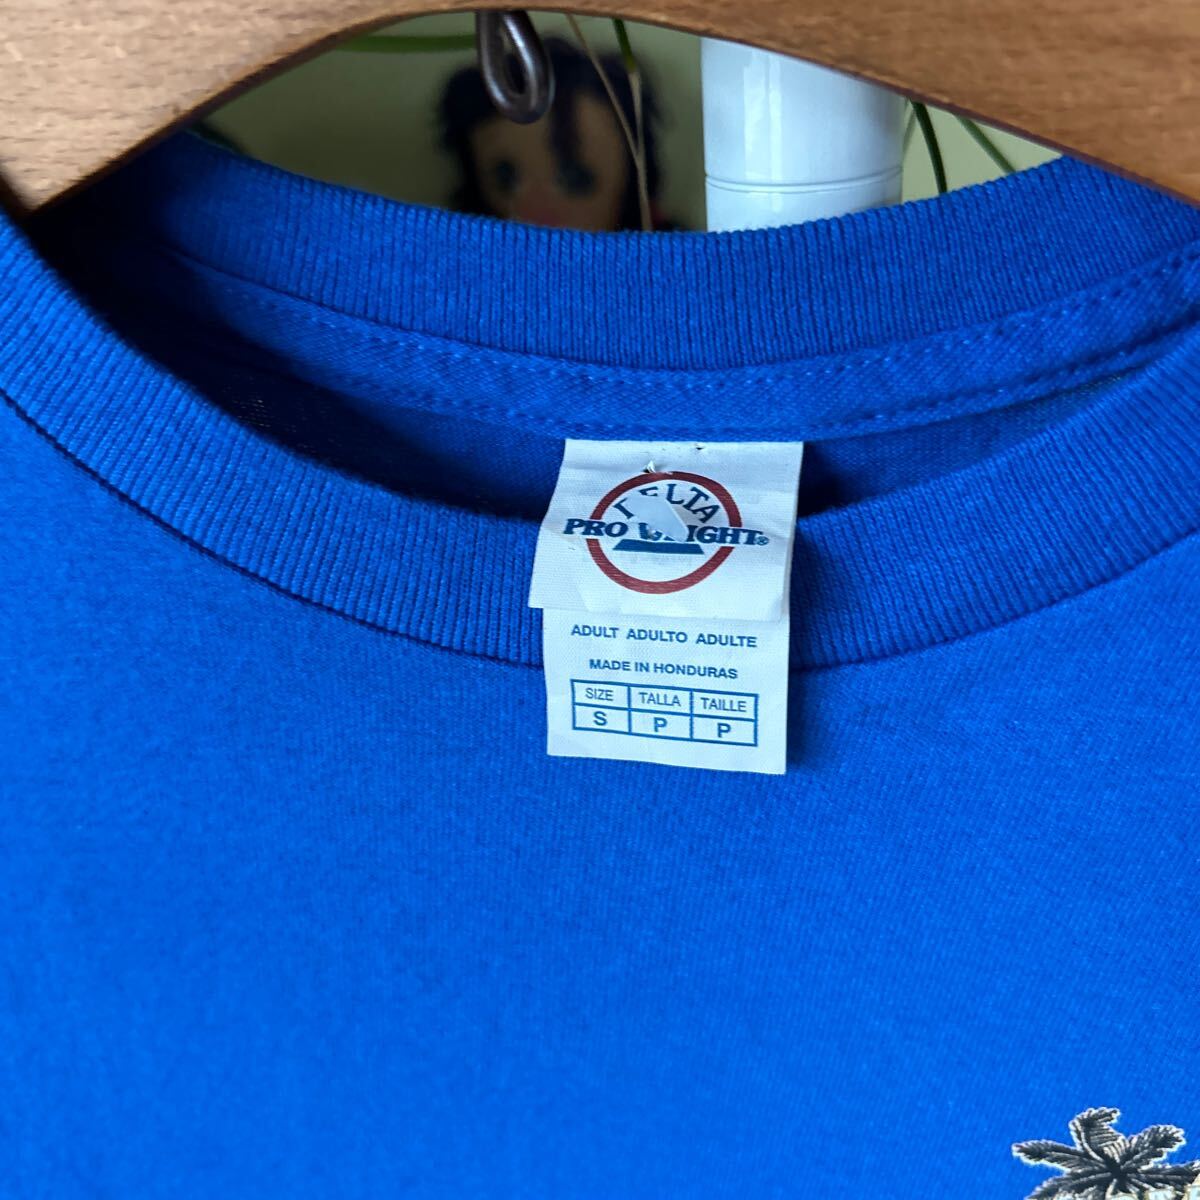 PRO
ADULT ADULTO ADULTE
MADE IN HONDURAS
SIZE TALLA TAILLE
S P P